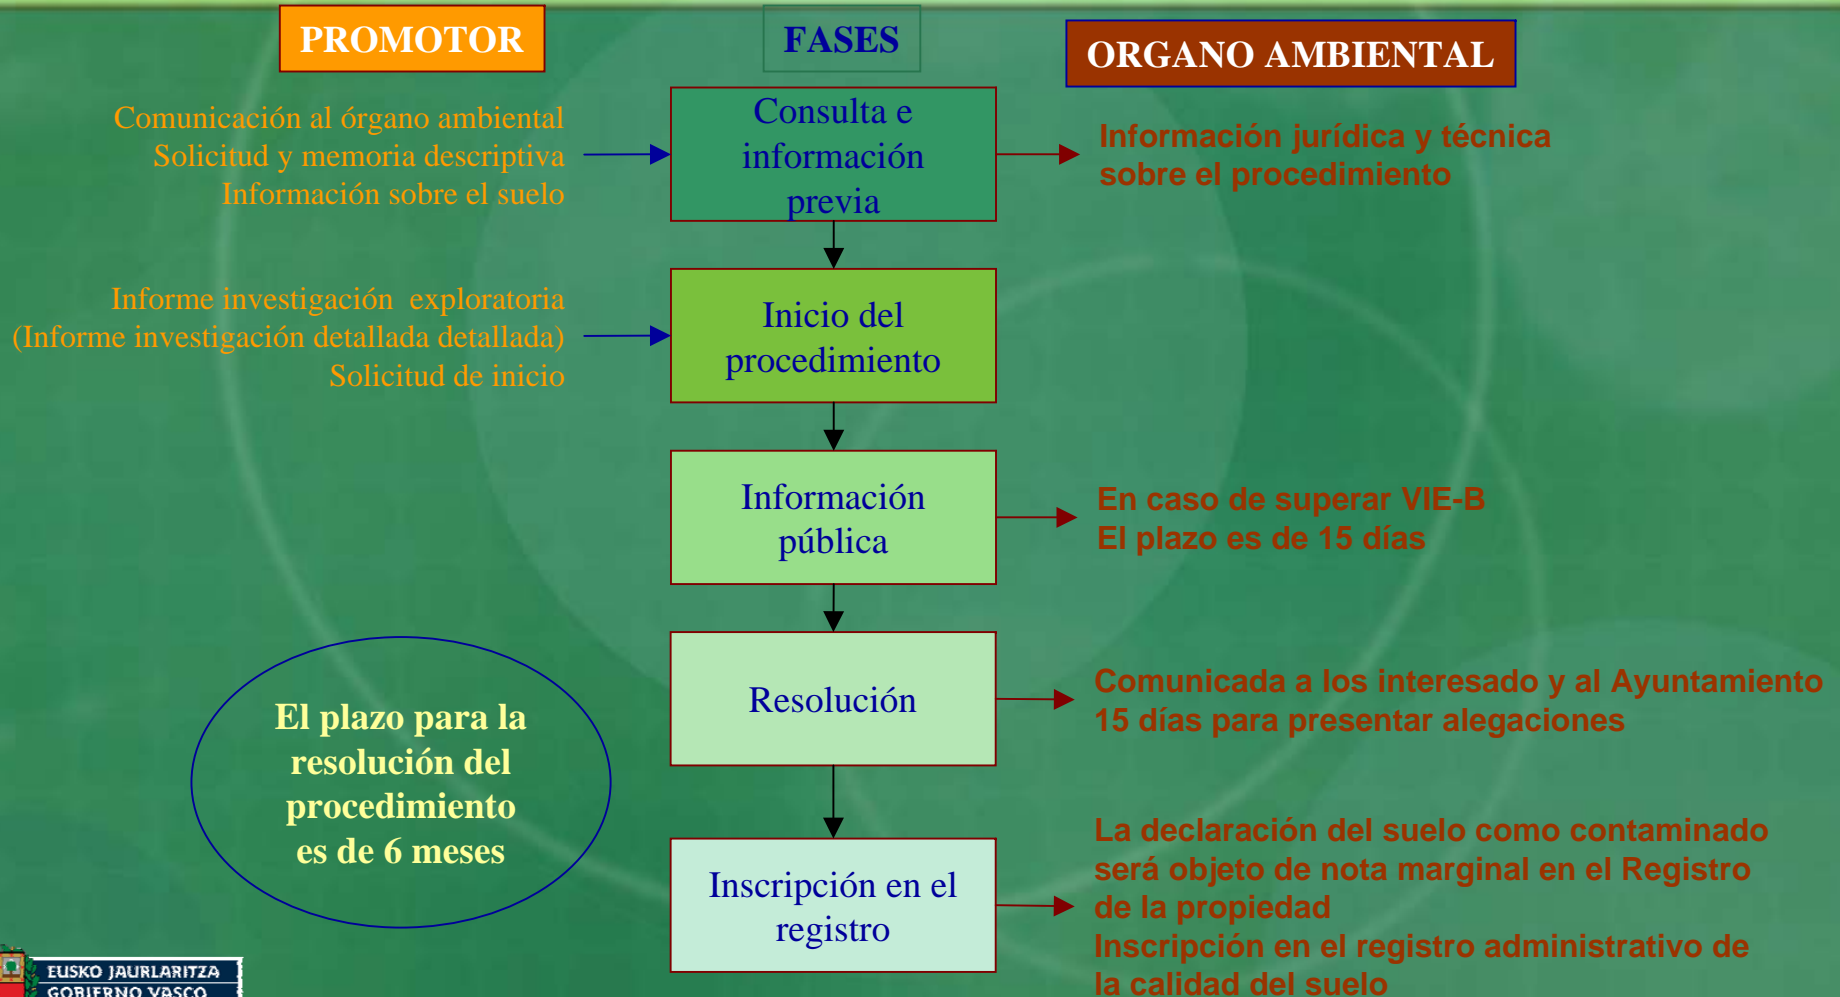 PROMOTOR
FASES
ORGANO AMBIENTAL
Comunicación al órgano ambiental
Solicitud y memoria descriptiva
Información sobre el suelo
Consulta e
información
previa
Información jurídica y técnica
sobre el procedimiento
Informe investigación exploratoria
(Informe investigación detallada detallada)
Solicitud de inicio
Inicio del
procedimiento
Información
pública
En caso de superar VIE-B
El plazo es de 15 días
Resolución
Comunicada a los interesado y al Ayuntamiento
15 días para presentar alegaciones
El plazo para la
resolución del
procedimiento
es de 6 meses
Inscripción en el
registro
La declaración del suelo como contaminado
será objeto de nota marginal en el Registro
de la propiedad
Inscripción en el registro administrativo de
la calidad del suelo
EUSKO JAURLARITZA
GOBIERNO VASCO